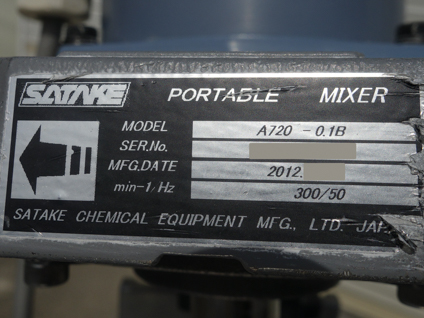 SATAKE PORTABLE MIXER
MODEL A720-0.1B
SER.No.
MFG.DATE 2012.
min-1/Hz 300/50
SATAKE CHEMICAL EQUIPMENT MFG., LTD.